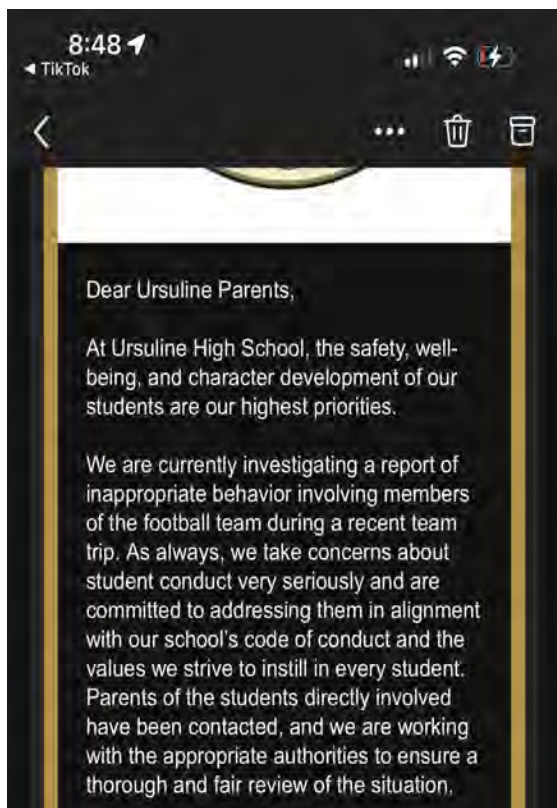 8:48
◀ TikTok
Dear Ursuline Parents,
At Ursuline High School, the safety, well-
being, and character development of our
students are our highest priorities.
We are currently investigating a report of
inappropriate behavior involving members
of the football team during a recent team
trip. As always, we take concerns about
student conduct very seriously and are
committed to addressing them in alignment
with our school's code of conduct and the
values we strive to instill in every student.
Parents of the students directly involved
have been contacted, and we are working
with the appropriate authorities to ensure a
thorough and fair review of the situation.